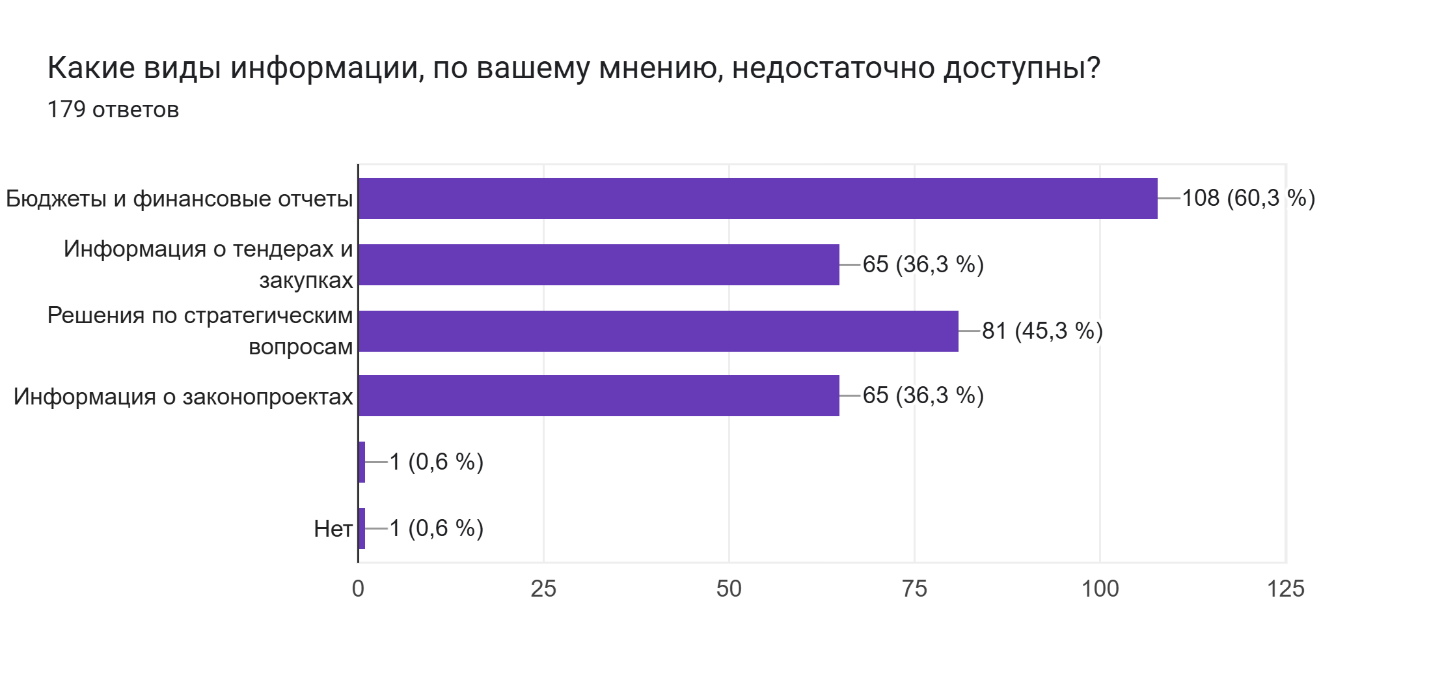 Какие виды информации, по вашему мнению, недостаточно доступны?
179 ответов
Бюджеты и финансовые отчеты
108 (60,3 %)
Информация о тендерах и
закупках
65 (36,3 %)
Решения по стратегическим
вопросам
81 (45,3 %)
Информация о законопроектах
65 (36,3 %)
1 (0,6 %)
Нет
1 (0,6 %)
0
25
50
75
100
125